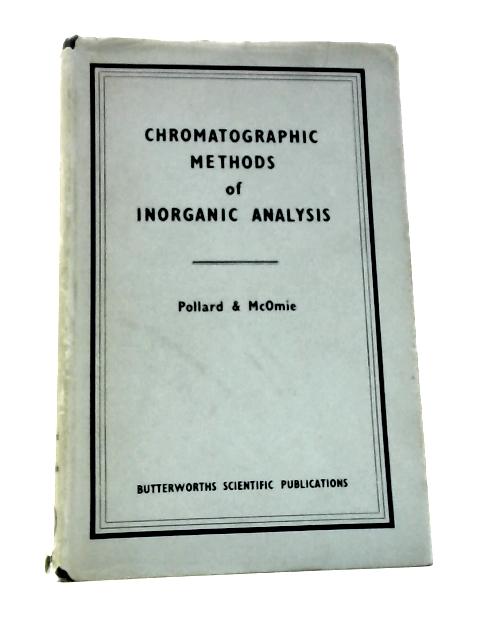 CHROMATOGRAPHIC
METHODS
of
INORGANIC ANALYSIS
Pollard & McOmie
BUTTERWORTHS SCIENTIFIC PUBLICATIONS